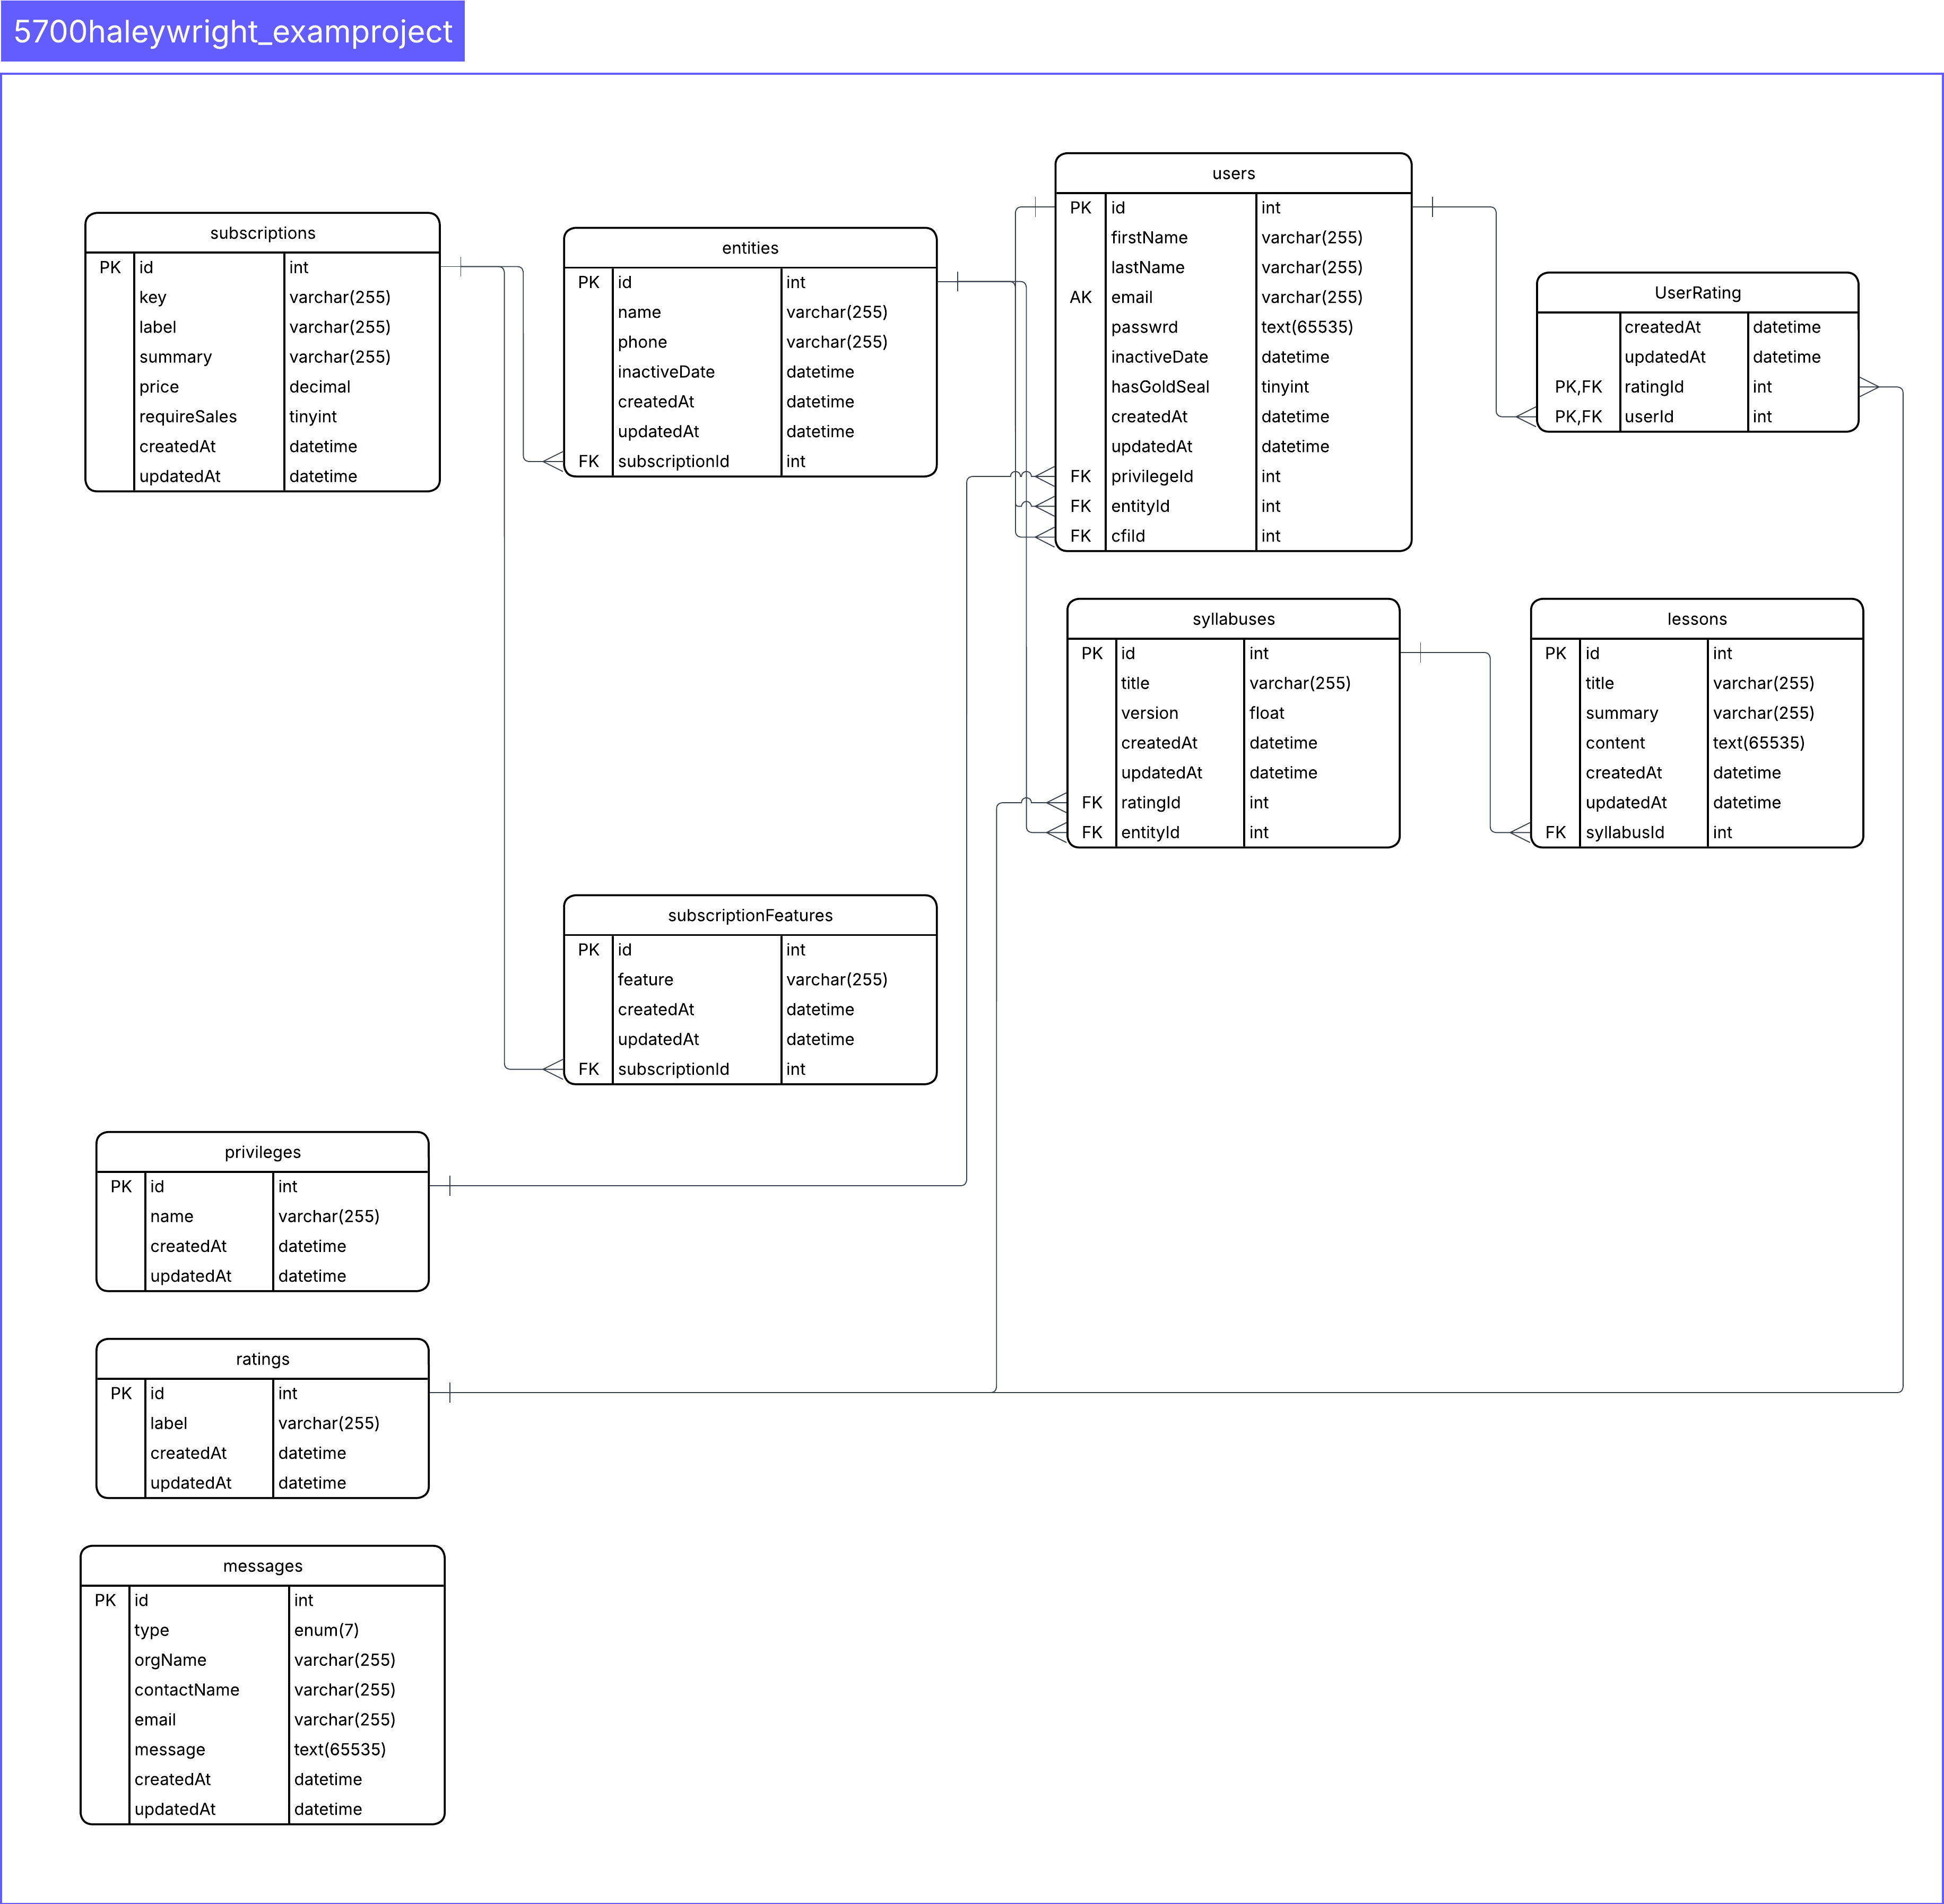 5700haleywright_examproject
subscriptions
PK id int
key varchar(255)
label varchar(255)
summary varchar(255)
price decimal
requireSales tinyint
createdAt datetime
updatedAt datetime
entities
PK id int
name varchar(255)
phone varchar(255)
inactiveDate datetime
createdAt datetime
updatedAt datetime
FK subscriptionId int
users
PK id int
firstName varchar(255)
lastName varchar(255)
AK email varchar(255)
passwrd text(65535)
inactiveDate datetime
hasGoldSeal tinyint
createdAt datetime
updatedAt datetime
FK privilegeId int
FK entityId int
FK cfiId int
UserRating
createdAt datetime
updatedAt datetime
PK,FK ratingId int
PK,FK userId int
syllabuses
PK id int
title varchar(255)
version float
createdAt datetime
updatedAt datetime
FK ratingId int
FK entityId int
lessons
PK id int
title varchar(255)
summary varchar(255)
content text(65535)
createdAt datetime
updatedAt datetime
FK syllabusId int
subscriptionFeatures
PK id int
feature varchar(255)
createdAt datetime
updatedAt datetime
FK subscriptionId int
privileges
PK id int
name varchar(255)
createdAt datetime
updatedAt datetime
ratings
PK id int
label varchar(255)
createdAt datetime
updatedAt datetime
messages
PK id int
type enum(7)
orgName varchar(255)
contactName varchar(255)
email varchar(255)
message text(65535)
createdAt datetime
updatedAt datetime